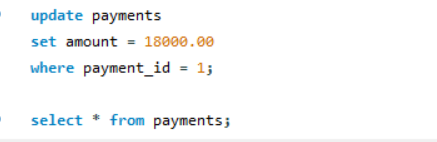 update payments
set amount = 18000.00
where payment_id = 1;
select * from payments;